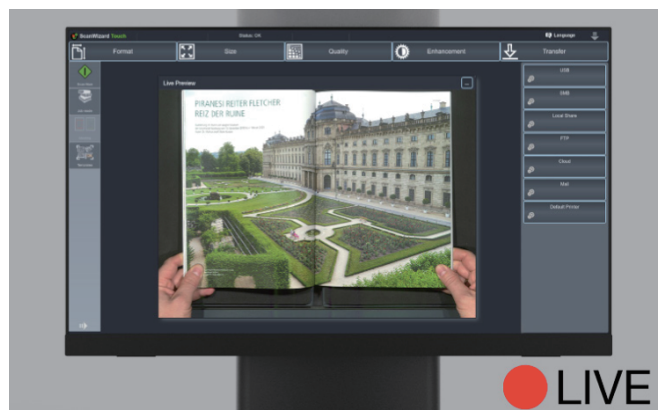 ScanWizard Touch
Status: OK
Language
Format
Size
Quality
Enhancement
Transfer
Live Preview
PIRANESI REITER FLETCHER
REIZ DER RUINE
USB
SMB
Local Share
FTP
Cloud
Mail
Default Printer
LIVE